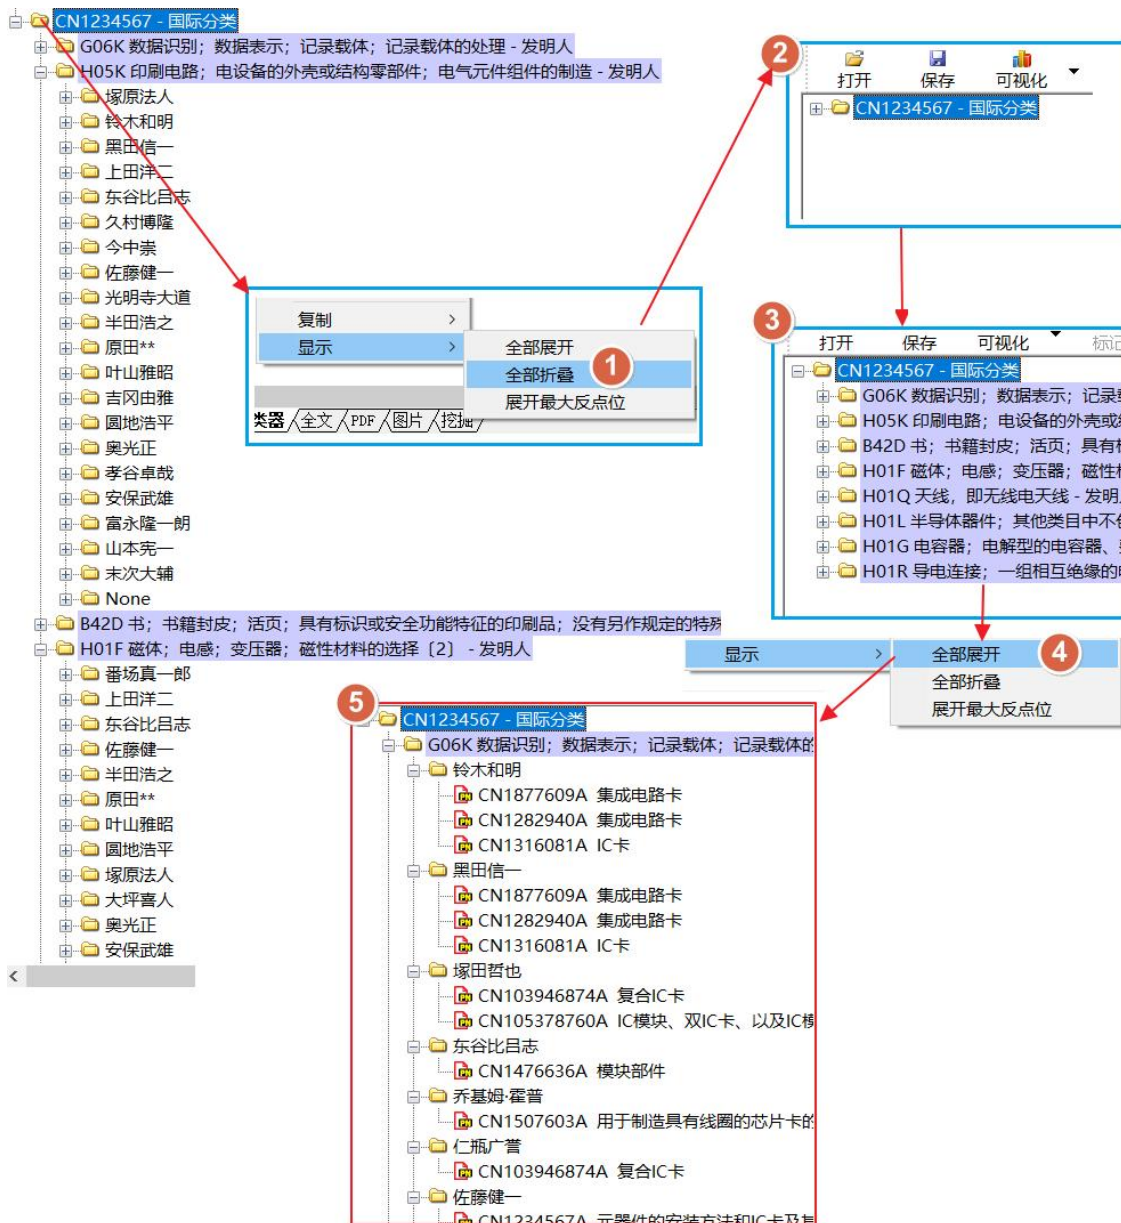 CN1234567 - 国际分类
G06K 数据识别；数据表示；记录载体；记录载体的处理 - 发明人
H05K 印刷电路；电设备的外壳或结构零部件；电气元件组件的制造 - 发明人
塚原法人
铃木和明
黑田信一
上田洋二
东谷比吕志
久村博隆
今中崇
佐藤健一
光明寺大道
半田浩之
原田**
叶山雅昭
吉冈由雅
圆地浩平
奥光正
孝谷卓哉
安保武雄
富永隆一朗
山本宪一
末次大辅
None
B42D 书；书籍封皮；活页；具有标识或安全功能特征的印刷品；没有另作规定的特殊
H01F 磁体；电感；变压器；磁性材料的选择〔2〕 - 发明人
番场真一郎
上田洋二
东谷比吕志
佐藤健一
半田浩之
原田**
叶山雅昭
圆地浩平
塚原法人
大坪喜人
奥光正
安保武雄
复制
显示
全部展开
全部折叠
展开最大反点位
1
类器 全文 PDF 图片 挖掘
2
打开 保存 可视化
CN1234567 - 国际分类
3
打开 保存 可视化 标记
CN1234567 - 国际分类
G06K 数据识别；数据表示；记录
H05K 印刷电路；电设备的外壳或
B42D 书；书籍封皮；活页；具有
H01F 磁体；电感；变压器；磁性
H01Q 天线，即无线电天线 - 发明
H01L 半导体器件；其他类目中不
H01G 电容器；电解型的电容器、
H01R 导电连接；一组相互绝缘的
显示
全部展开
4
全部折叠
展开最大反点位
5
CN1234567 - 国际分类
G06K 数据识别；数据表示；记录载体；记录载体的
铃木和明
CN1877609A 集成电路卡
CN1282940A 集成电路卡
CN1316081A IC卡
黑田信一
CN1877609A 集成电路卡
CN1282940A 集成电路卡
CN1316081A IC卡
塚田哲也
CN103946874A 复合IC卡
CN105378760A IC模块、双IC卡、以及IC模
东谷比吕志
CN1476636A 模块部件
乔基姆·霍普
CN1507603A 用于制造具有线圈的芯片卡的
仁瓶广誉
CN103946874A 复合IC卡
佐藤健一
CN1234567A 元器件的安装方法和IC卡及其